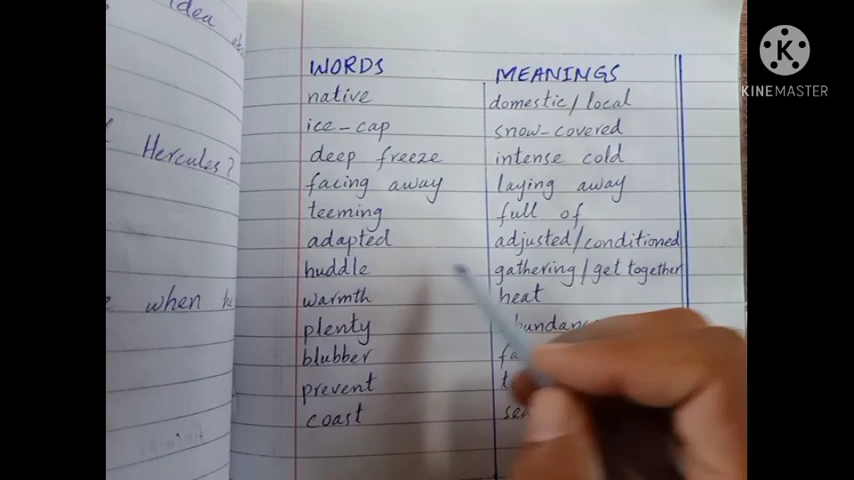 idea
Hercules?
when
WORDS MEANINGS
native domestic/local
ice-cap snow-covered
deep freeze intense cold
facing away laying away
teeming full of
adapted adjusted/conditioned
huddle gathering/get together
warmth heat
plenty
blubber
prevent
coast
K
KINEMASTER